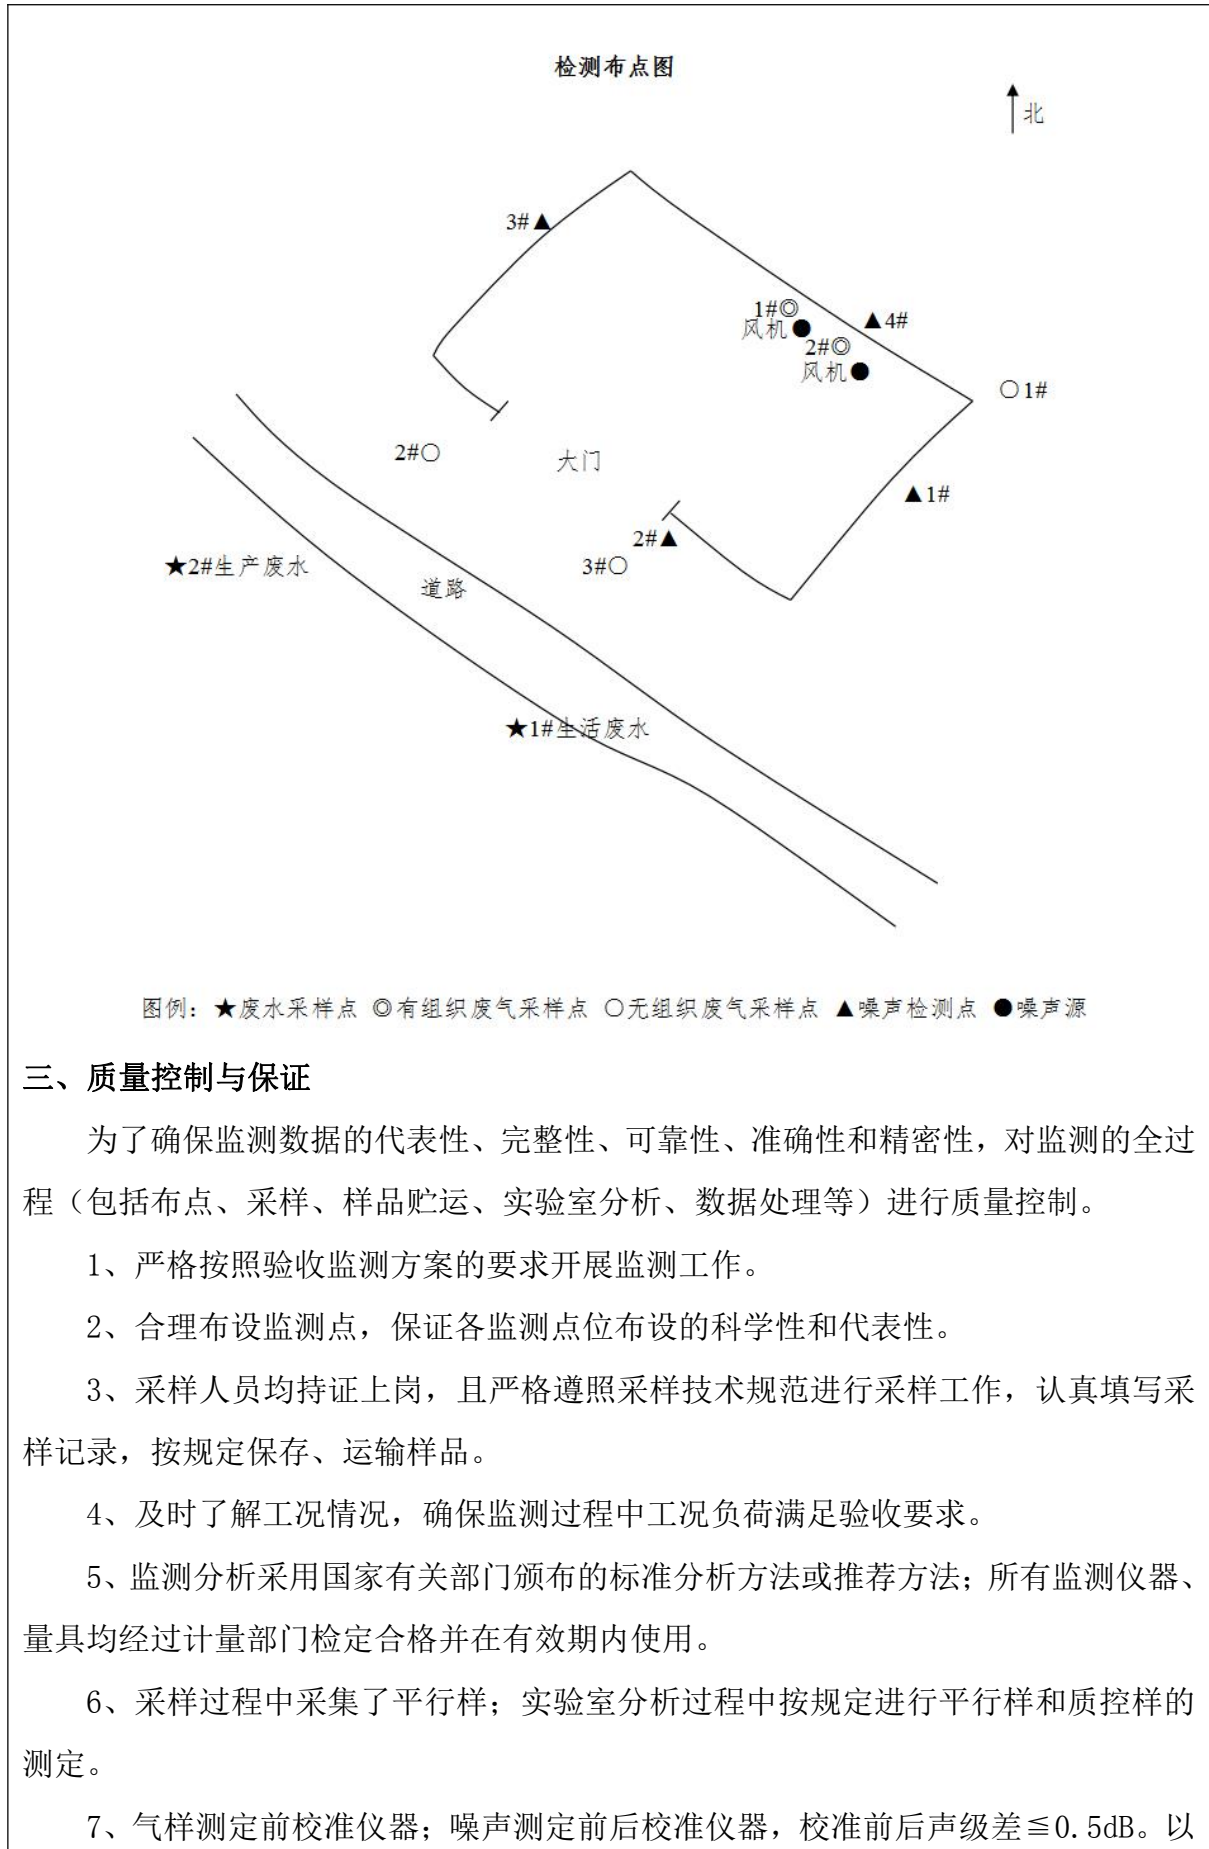 检测布点图
北
3#▲
1#◎
风机●
▲4#
2#◎
风机●
○1#
2#○
大门
▲1#
2#▲
3#○
★2#生产废水
道路
★1#生活废水
图例：★废水采样点 ◎有组织废气采样点 ○无组织废气采样点 ▲噪声检测点 ●噪声源
三、质量控制与保证
为了确保监测数据的代表性、完整性、可靠性、准确性和精密性，对监测的全过
程（包括布点、采样、样品贮运、实验室分析、数据处理等）进行质量控制。
1、严格按照验收监测方案的要求开展监测工作。
2、合理布设监测点，保证各监测点位布设的科学性和代表性。
3、采样人员均持证上岗，且严格遵照采样技术规范进行采样工作，认真填写采
样记录，按规定保存、运输样品。
4、及时了解工况情况，确保监测过程中工况负荷满足验收要求。
5、监测分析采用国家有关部门颁布的标准分析方法或推荐方法；所有监测仪器、
量具均经过计量部门检定合格并在有效期内使用。
6、采样过程中采集了平行样；实验室分析过程中按规定进行平行样和质控样的
测定。
7、气样测定前校准仪器；噪声测定前后校准仪器，校准前后声级差≦0.5dB。以